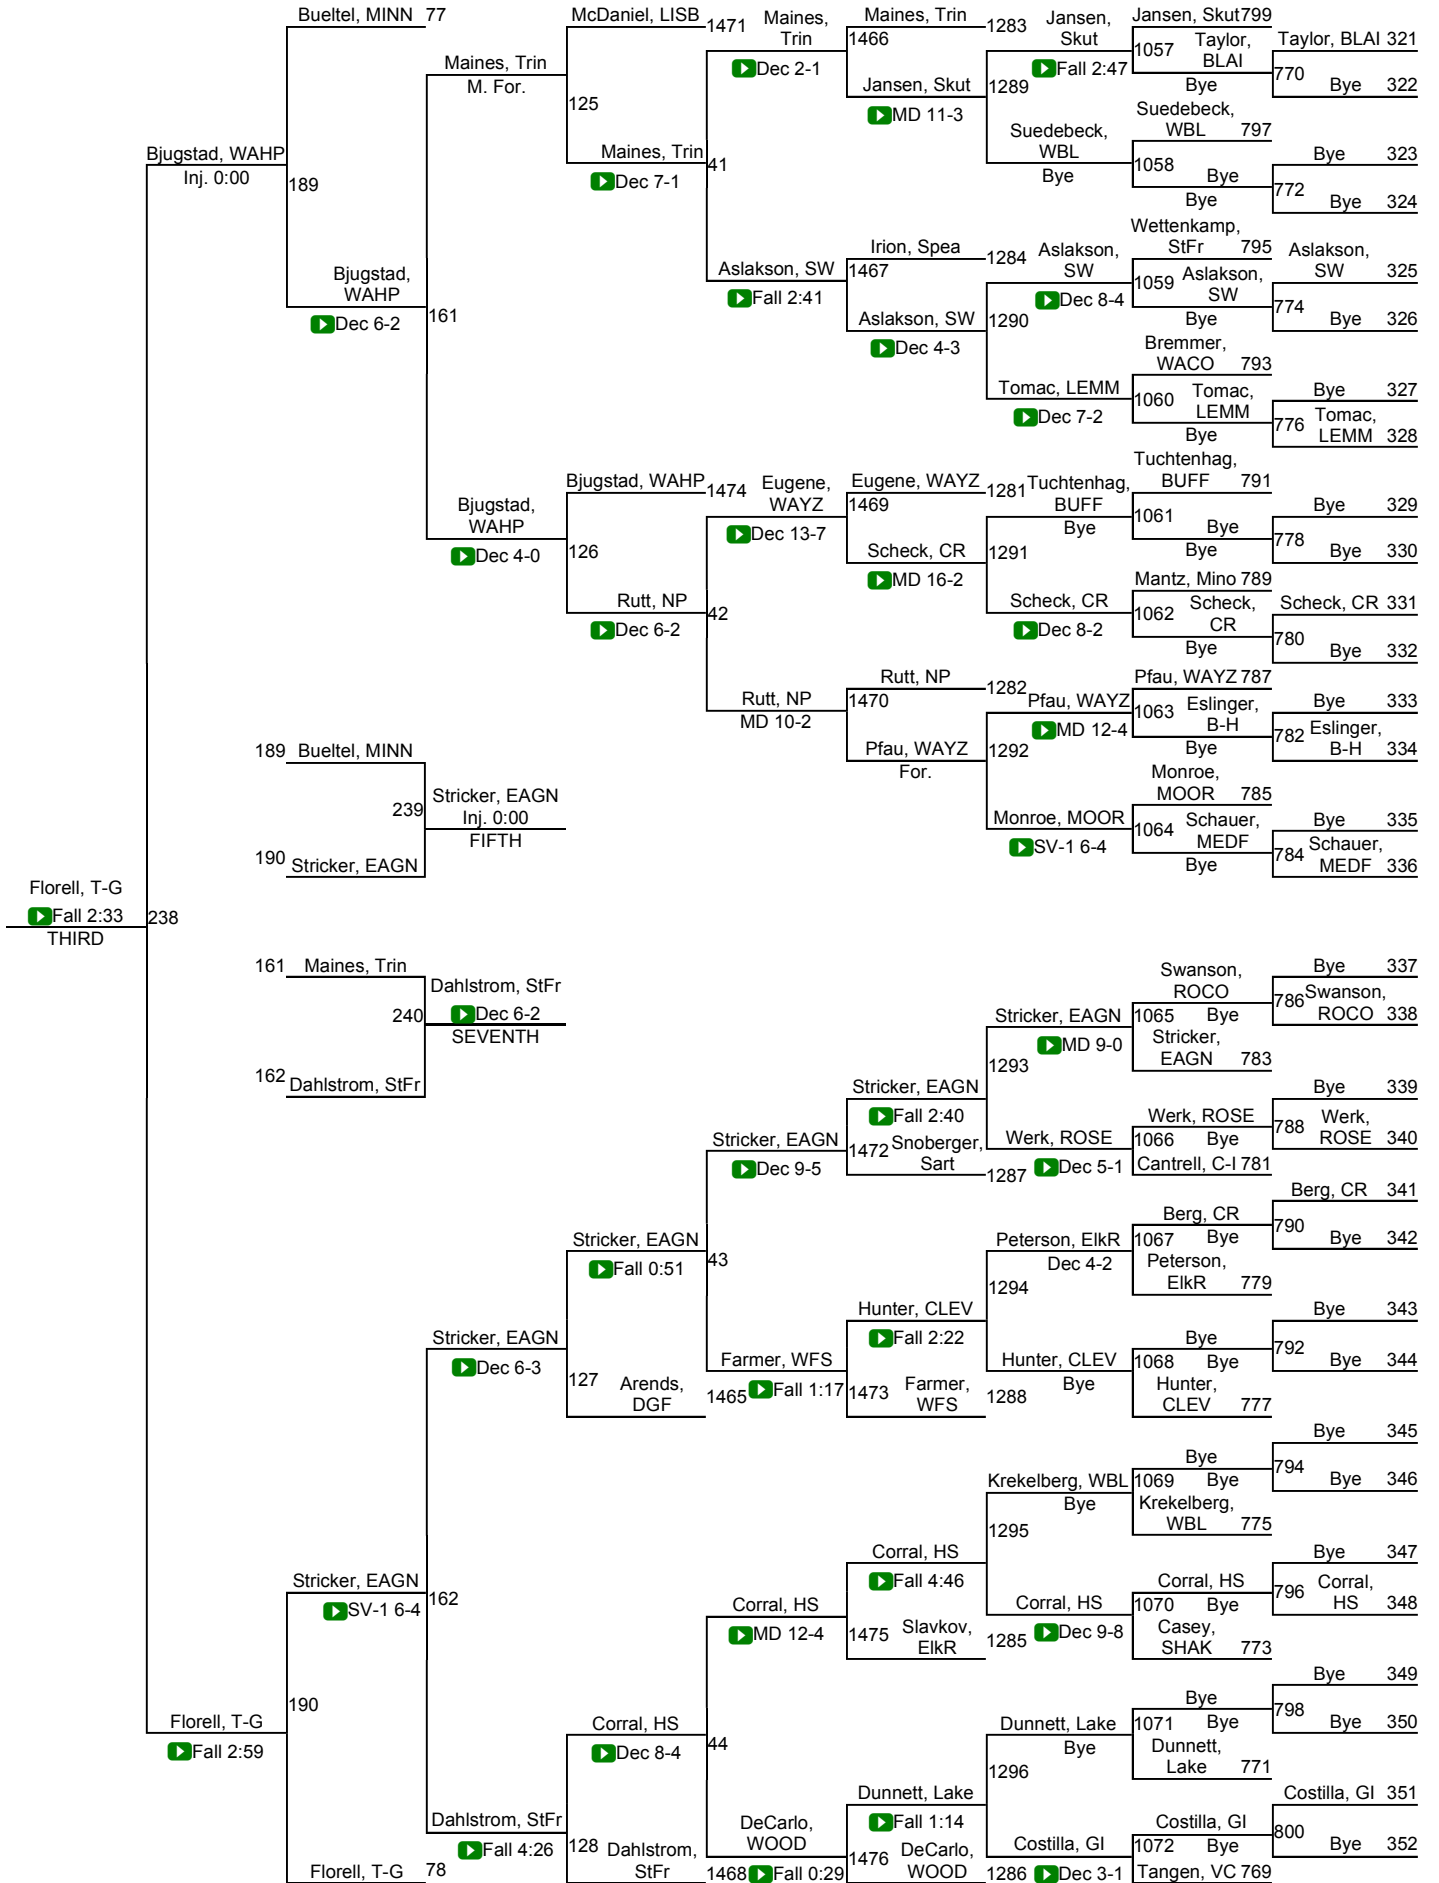 Bueltel, MINN 77
McDaniel, LISB
1471
Maines,
Trin
Dec 2-1
Maines, Trin
1466
1283
Jansen,
Skut
Fall 2:47
Jansen, Skut 799
1057
Taylor,
BLAI
Bye
Taylor, BLAI 321
770
Bye 322
Maines, Trin
M. For.
125
Jansen, Skut
MD 11-3
1289
Suedebeck,
WBL
Bye
Suedebeck,
WBL 797
1058
Bye
Bye
Bye 323
772
Bye 324
Bjugstad, WAHP
Inj. 0:00
189
Maines, Trin
Dec 7-1
41
Aslakson, SW
Fall 2:41
Irion, Spea
1467
1284
Aslakson,
SW
Dec 8-4
Wettenkamp,
StFr 795
1059
Aslakson,
SW
Bye
Aslakson,
SW 325
774
Bye 326
Bjugstad,
WAHP
Dec 6-2
161
Aslakson, SW
Dec 4-3
1290
Tomac, LEMM
Dec 7-2
Bremmer,
WACO 793
1060
Tomac,
LEMM
Bye
Bye 327
776
Tomac,
LEMM 328
Bjugstad,
WAHP
Dec 4-0
Bjugstad, WAHP
1474
126
Eugene,
WAYZ
Dec 13-7
Eugene, WAYZ
1469
1281
Tuchtenhag,
BUFF
Bye
Tuchtenhag,
BUFF 791
1061
Bye
Bye
Bye 329
778
Bye 330
Scheck, CR
MD 16-2
1291
Scheck, CR
Dec 8-2
Mantz, Mino 789
1062
Scheck,
CR
Bye
Scheck, CR 331
780
Bye 332
Rutt, NP
Dec 6-2
42
Rutt, NP
MD 10-2
Rutt, NP
1470
1282
Pfau, WAYZ
MD 12-4
Pfau, WAYZ 787
1063
Eslinger,
B-H
Bye
Bye 333
782
Eslinger,
B-H 334
Pfau, WAYZ
For.
1292
Monroe, MOOR
SV-1 6-4
Monroe,
MOOR 785
1064
Schauer,
MEDF
Bye
Bye 335
784
Schauer,
MEDF 336
189 Bueltel, MINN
239
Stricker, EAGN
Inj. 0:00
FIFTH
190 Stricker, EAGN
Florell, T-G
Fall 2:33
THIRD
238
161 Maines, Trin
240
Dahlstrom, StFr
Dec 6-2
SEVENTH
162 Dahlstrom, StFr
Stricker, EAGN
MD 9-0
Swanson,
ROCO
1065
Bye
Stricker,
EAGN 783
Bye 337
786
Swanson,
ROCO 338
1293
Stricker, EAGN
Fall 2:40
1472
Snoberger,
Sart
1287
Werk, ROSE
Dec 5-1
Werk, ROSE
1066
Bye
Cantrell, C-I 781
Bye 339
788
Werk,
ROSE 340
Stricker, EAGN
Dec 9-5
Stricker, EAGN
Fall 0:51
43
Peterson, ElkR
Dec 4-2
1294
Berg, CR
1067
Bye
Peterson,
ElkR 779
Berg, CR 341
790
Bye 342
Stricker, EAGN
Dec 6-3
127
Arends,
DGF
1465
Farmer, WFS
Fall 1:17
Hunter, CLEV
Fall 2:22
1473
Farmer,
WFS
1288
Hunter, CLEV
Bye
Bye
1068
Bye
Hunter,
CLEV 777
Bye 343
792
Bye 344
Krekelberg, WBL
Bye
1295
Bye
1069
Bye
Krekelberg,
WBL 775
Bye 345
794
Bye 346
Stricker, EAGN
SV-1 6-4
162
Corral, HS
MD 12-4
Corral, HS
Fall 4:46
1475
Slavkov,
ElkR
1285
Corral, HS
Dec 9-8
Corral, HS
1070
Bye
Casey,
SHAK 773
Bye 347
796
Corral,
HS 348
Florell, T-G
Fall 2:59
190
Corral, HS
Dec 8-4
44
Dunnett, Lake
Bye
1296
Bye
1071
Bye
Dunnett,
Lake 771
Bye 349
798
Bye 350
Dahlstrom, StFr
Fall 4:26
128
Dahlstrom,
StFr
1468
DeCarlo,
WOOD
Fall 0:29
Dunnett, Lake
Fall 1:14
1476
DeCarlo,
WOOD
1286
Costilla, GI
Dec 3-1
Costilla, GI
1072
Bye
Tangen, VC 769
Costilla, GI 351
800
Bye 352
Florell, T-G 78